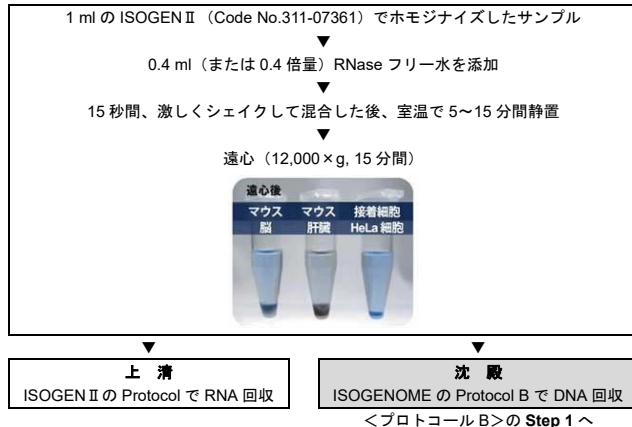 1 ml の ISOGENⅡ（Code No.311-07361）でホモジナイズしたサンプル
▼
0.4 ml（または 0.4 倍量）RNase フリー水を添加
▼
15 秒間、激しくシェイクして混合した後、室温で 5～15 分間静置
▼
遠心（12,000×g, 15 分間）
遠心後
マウス マウス 接着細胞
脳 肝臓 HeLa 細胞
▼ ▼
上 清
ISOGENⅡの Protocol で RNA 回収
沈 殿
ISOGENOME の Protocol B で DNA 回収
＜プロトコール B＞の Step 1 へ